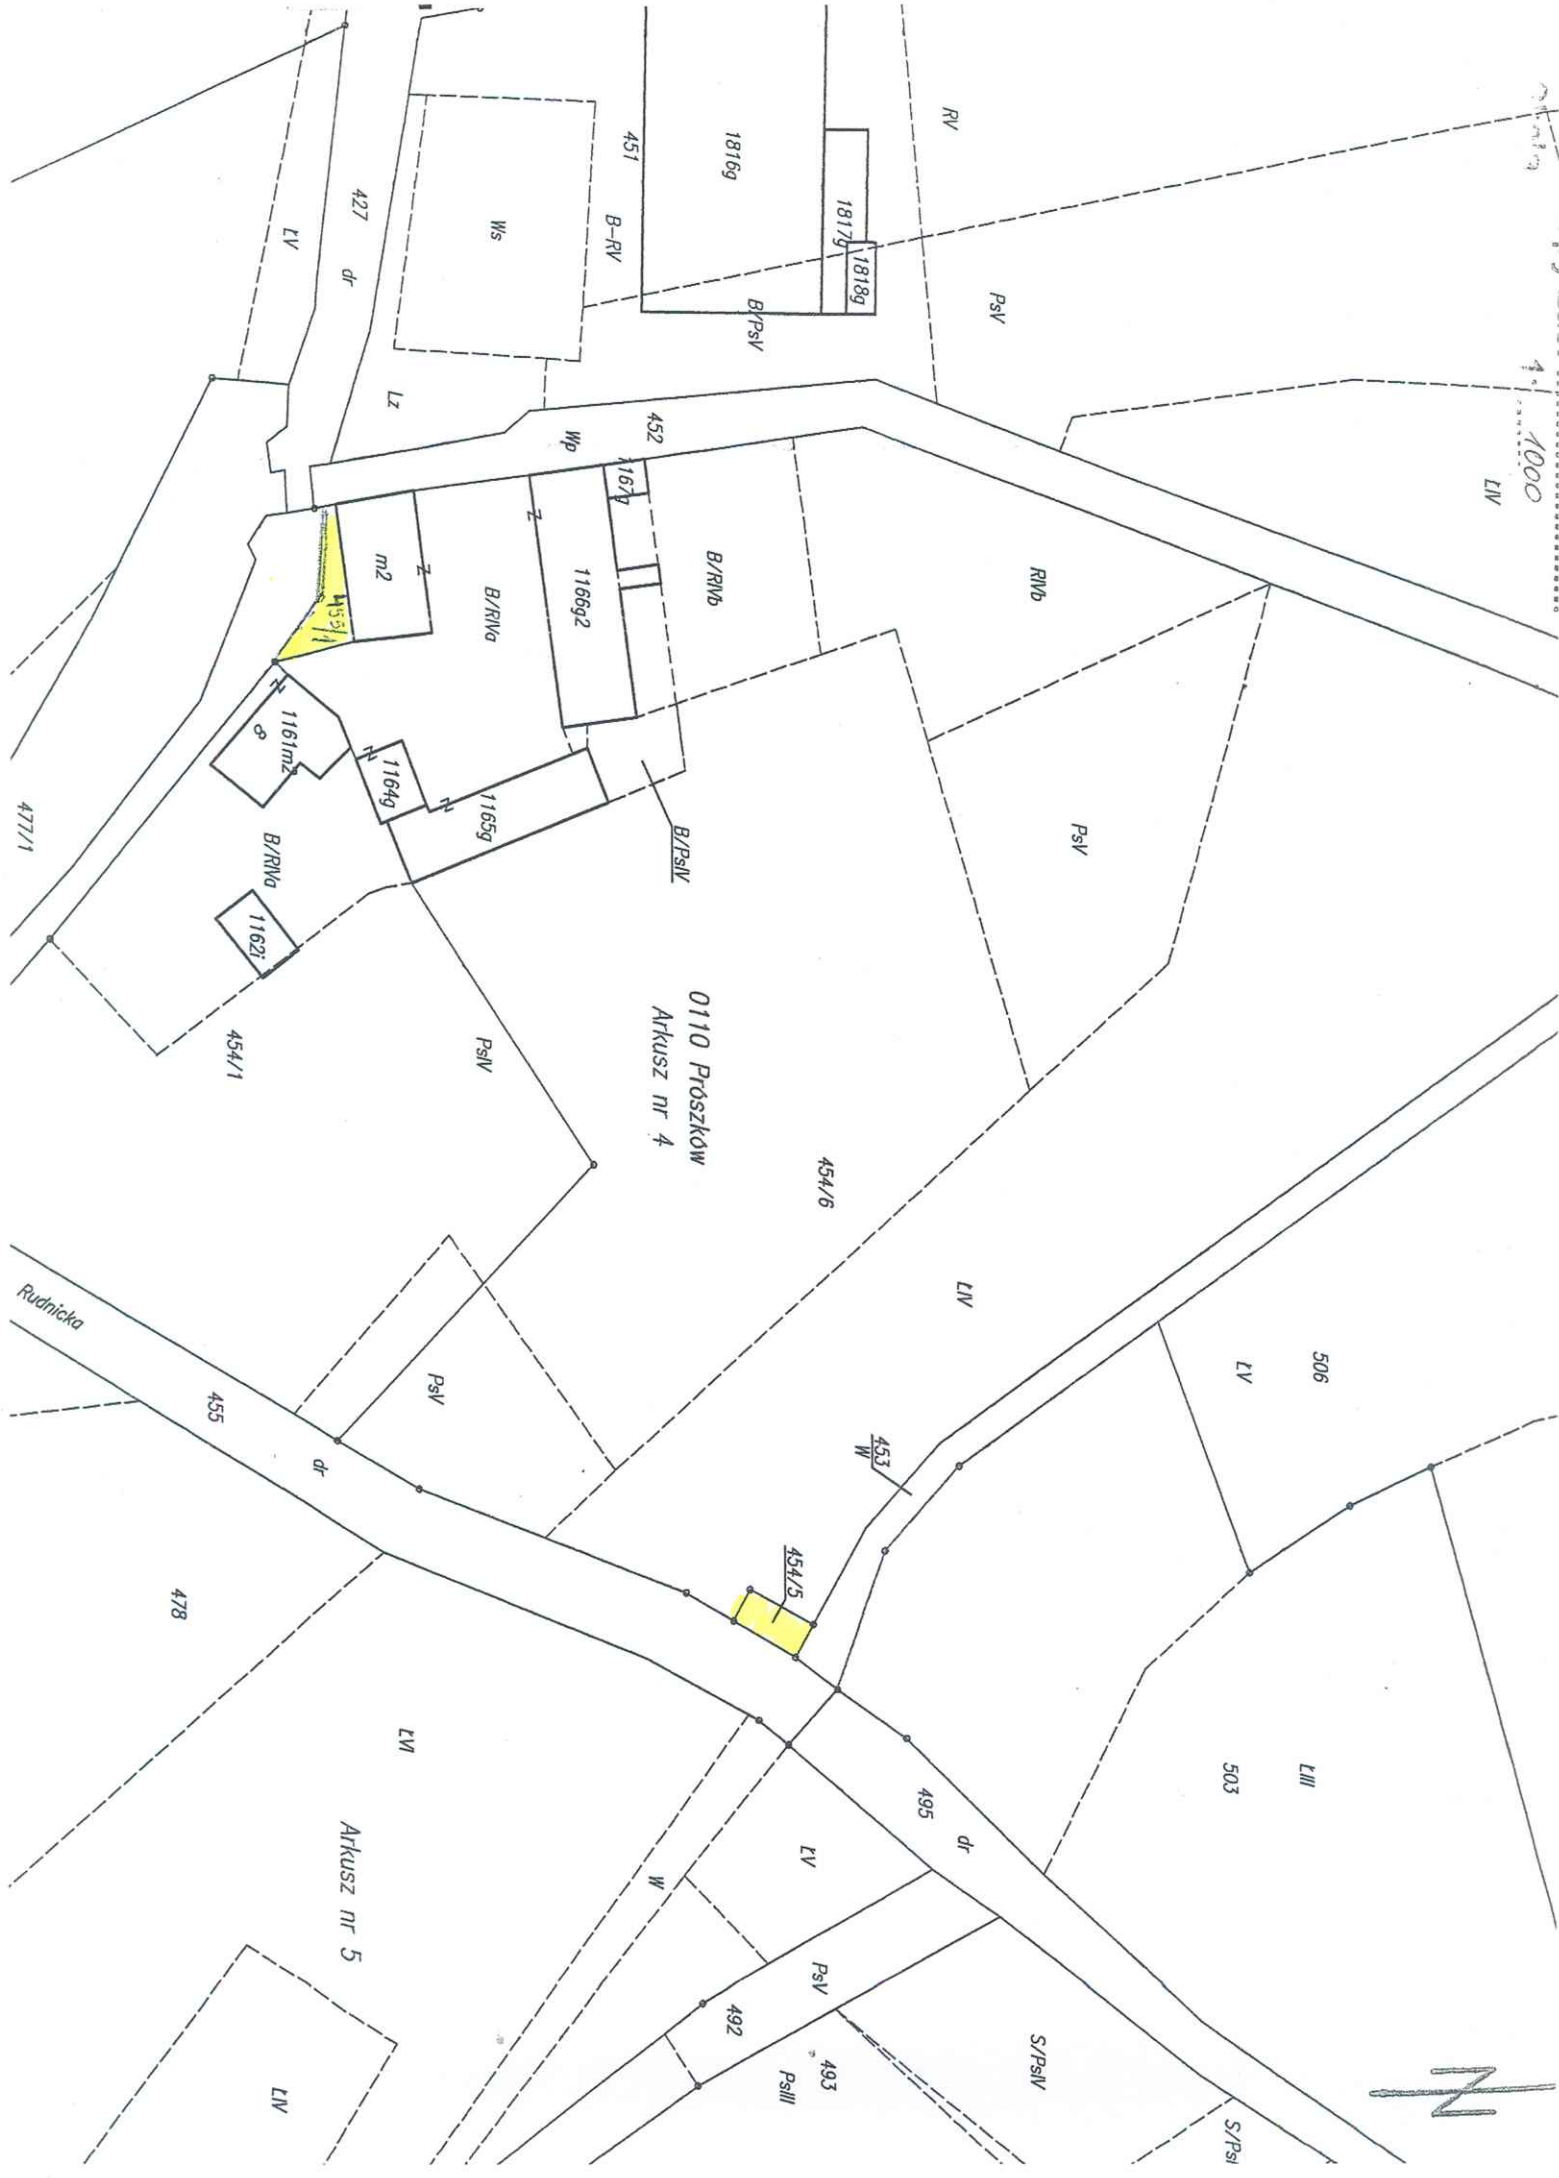 1:1000
RV
1816g
1817g
1818g
451
B-RV
Ws
427
dr
ŁV
PsV
B/PsV
Lz
452
Wp
ŁIV
1167g
m2
1166g2
B/RIVb
RIVb
B/RIVa
455/1
1161m2
8
1164g
1165g
B/PsIV
PsV
477/1
B/RIVa
1162i
454/1
PsIV
0110 Prószków
Arkusz nr 4
454/6
ŁIV
506
ŁV
Rudnicka
455
dr
PsV
453
W
454/5
478
ŁVI
503
ŁIII
495
dr
ŁV
W
Arkusz nr 5
PsV
492
493
PsIII
S/PsIV
S/PsI
ŁIV
N